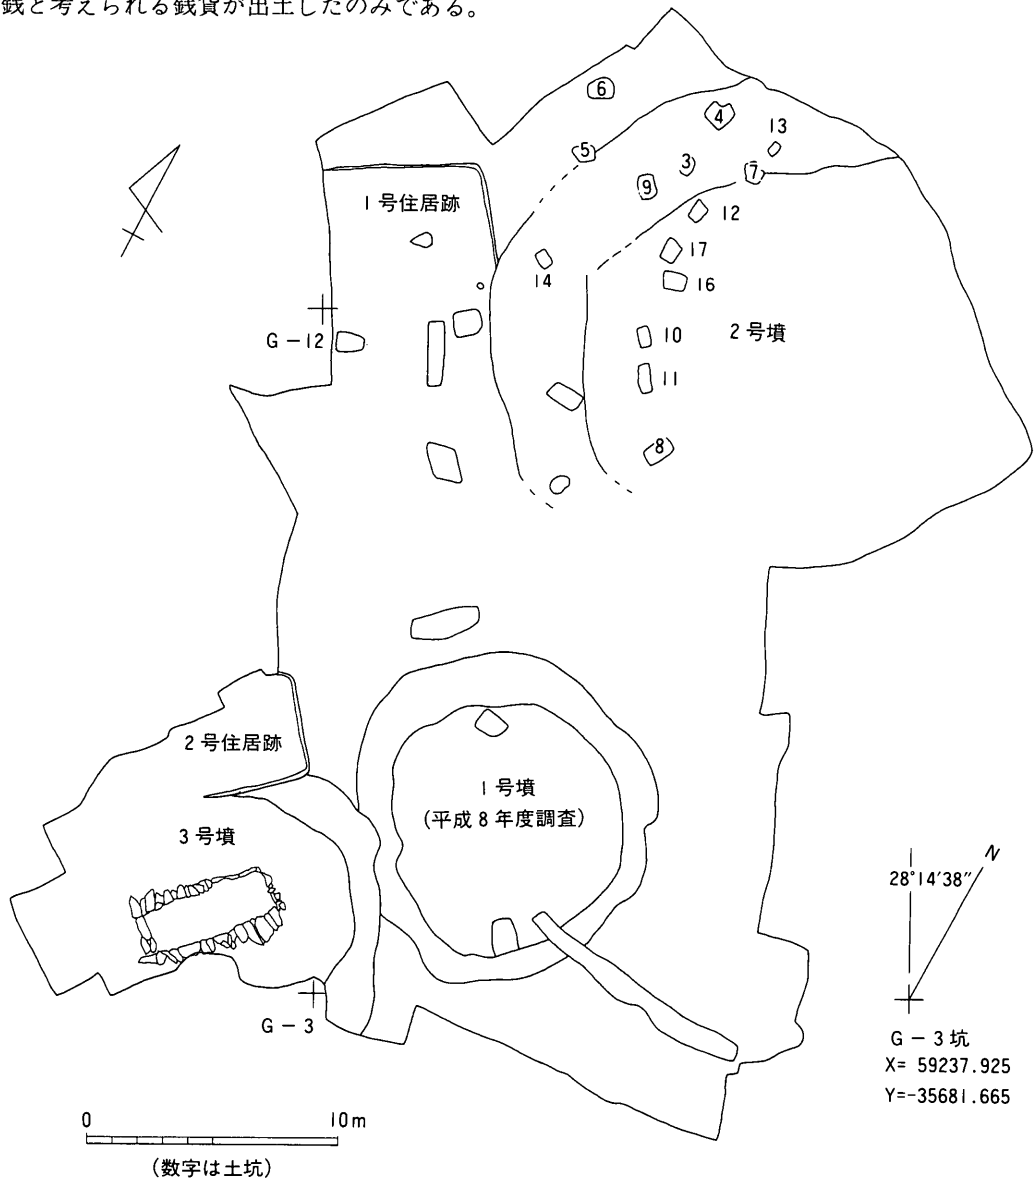 銭と考えられる銭貨が出土したのみである。
6
4
13
5
3
7
9
1号住居跡
12
17
14
16
G-12
10
2号墳
11
8
2号住居跡
1号墳
(平成8年度調査)
3号墳
N
28°14′38″
G-3
G-3坑
X= 59237.925
Y=-35681.665
0 10m
(数字は土坑)